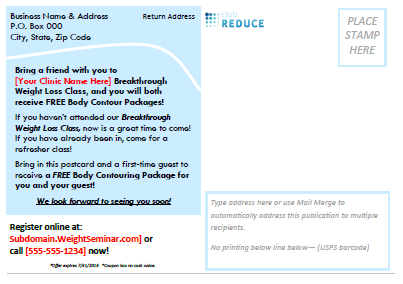 Business Name & Address
Return Address
P.O. Box 000
City, State, Zip Code
club
REDUCE
PLACE
STAMP
HERE
Bring a friend with you to
[Your Clinic Name Here] Breakthrough
Weight Loss Class, and you will both
receive FREE Body Contour Packages!
If you haven't attended our Breakthrough
Weight Loss Class, now is a great time to come!
If you have already been in, come for a
refresher class!
Bring in this postcard and a first-time guest to
receive a FREE Body Contouring Package for
you and your guest!
We look forward to seeing you soon!
Register online at:
Subdomain.WeightSeminar.com] or
call [555-555-1234] now!
*Offer expires 7/31/2016 *Coupon has no cash value.
Type address here or use Mail Merge to
automatically address this publication to multiple
recipients.
No printing below line below— (USPS barcode)